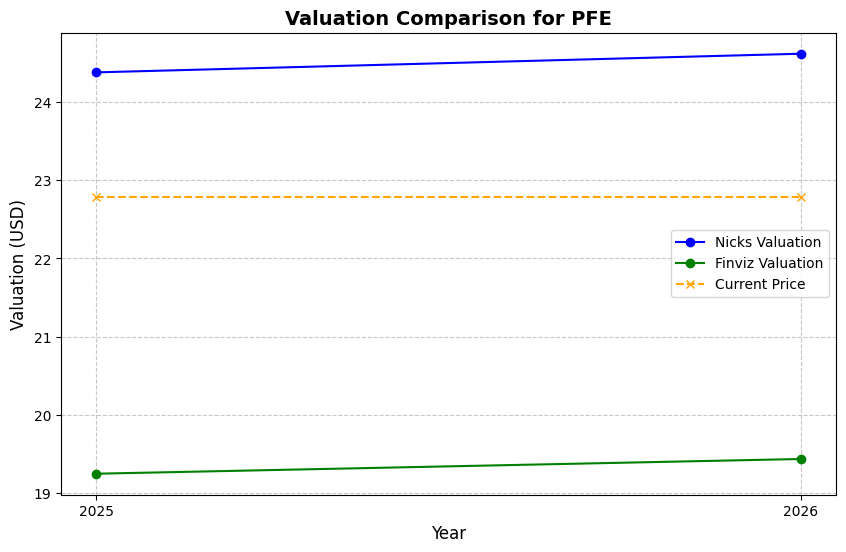 Valuation Comparison for PFE
Valuation (USD)
24
23
22
21
20
19
Nicks Valuation
Finviz Valuation
Current Price
2025
2026
Year